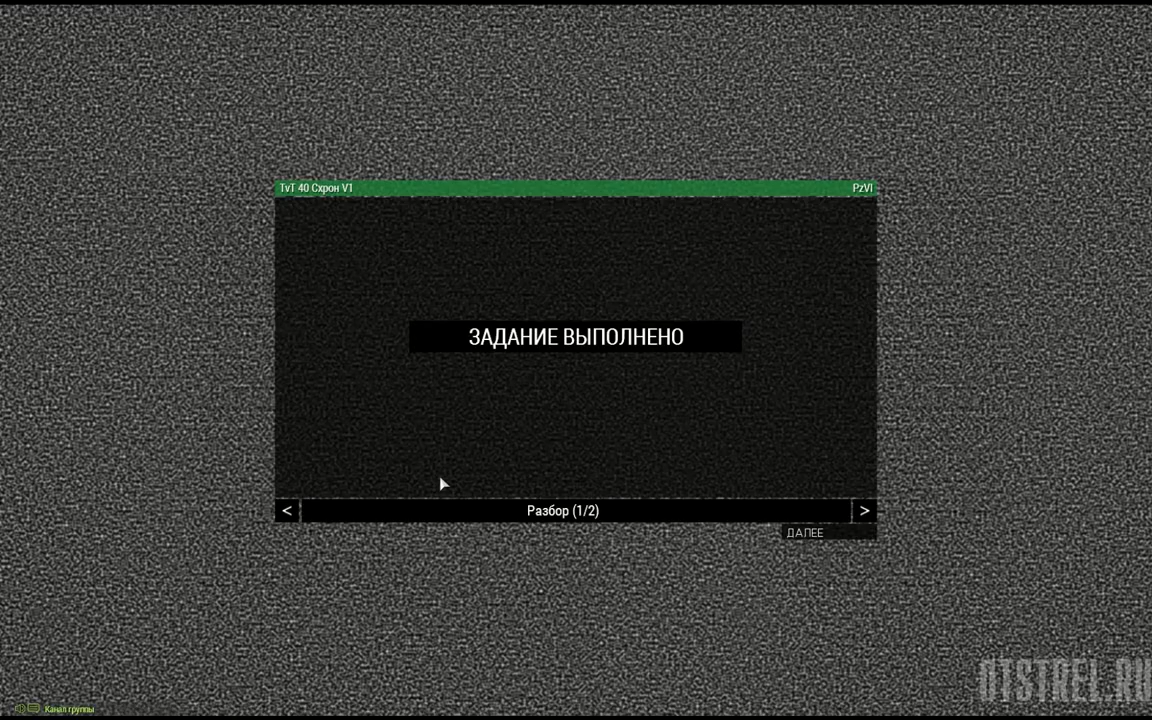 TvT 40 Схрон V1
PzVI
ЗАДАНИЕ ВЫПОЛНЕНО
<
Разбор (1/2)
>
ДАЛЕЕ
OTSTREL.RU
Канал группы